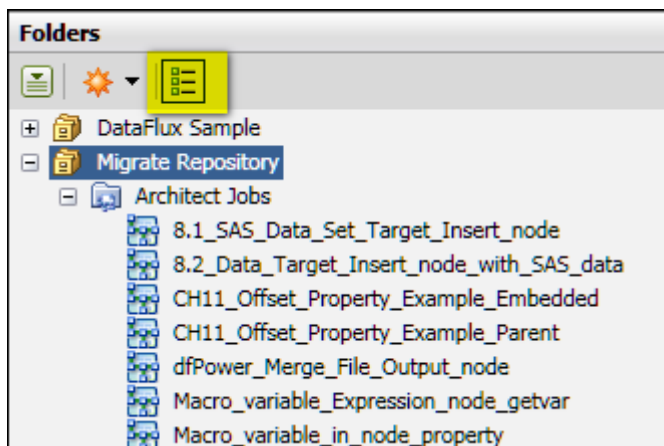 Folders
DataFlux Sample
Migrate Repository
Architect Jobs
8.1_SAS_Data_Set_Target_Insert_node
8.2_Data_Target_Insert_node_with_SAS_data
CH11_Offset_Property_Example_Embedded
CH11_Offset_Property_Example_Parent
dfPower_Merge_File_Output_node
Macro_variable_Expression_node_getvar
Macro_variable_in_node_property